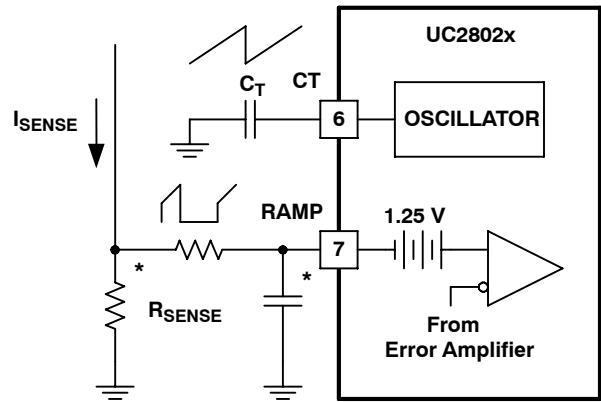 UC2802x
CT
C_T
6
OSCILLATOR
I_SENSE
RAMP
1.25 V
7
*
*
R_SENSE
From
Error Amplifier